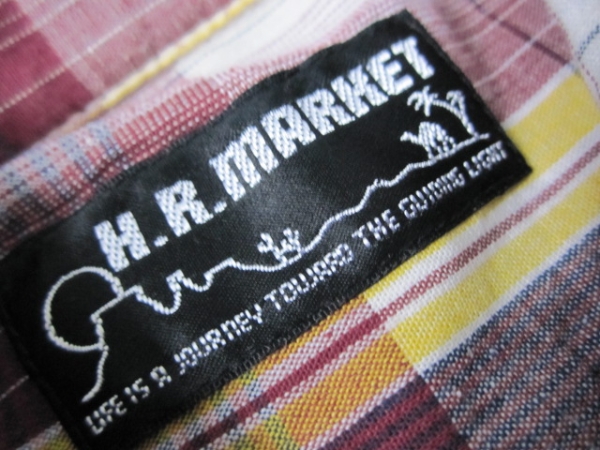 H.R.MARKET
LIFE IS A JOURNEY TOWARD THE GUIDING LIGHT